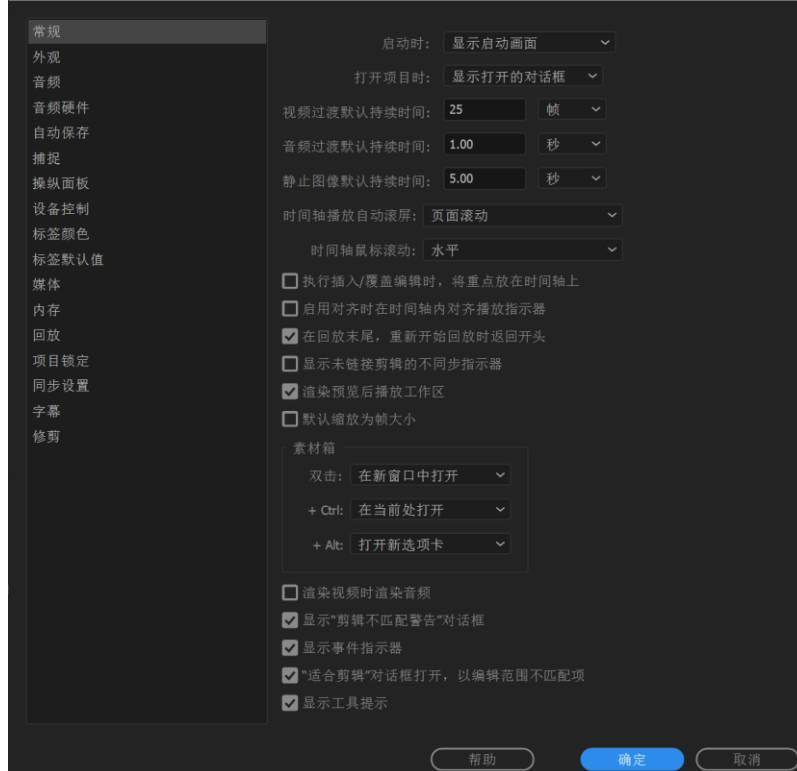 常规
外观
音频
音频硬件
自动保存
捕捉
操纵面板
设备控制
标签颜色
标签默认值
媒体
内存
回放
项目锁定
同步设置
字幕
修剪
启动时: 显示启动画面
打开项目时: 显示打开的对话框
视频过渡默认持续时间: 25 帧
音频过渡默认持续时间: 1.00 秒
静止图像默认持续时间: 5.00 秒
时间轴播放自动滚屏: 页面滚动
时间轴鼠标滚动: 水平
执行插入/覆盖编辑时，将重点放在时间轴上
启用对齐时在时间轴内对齐播放指示器
在回放末尾，重新开始回放时返回开头
显示未链接剪辑的不同步指示器
渲染预览后播放工作区
默认缩放为帧大小
素材箱
双击: 在新窗口中打开
+ Ctrl: 在当前处打开
+ Alt: 打开新选项卡
渲染视频时渲染音频
显示"剪辑不匹配警告"对话框
显示事件指示器
"适合剪辑"对话框打开，以编辑范围不匹配项
显示工具提示
帮助 确定 取消